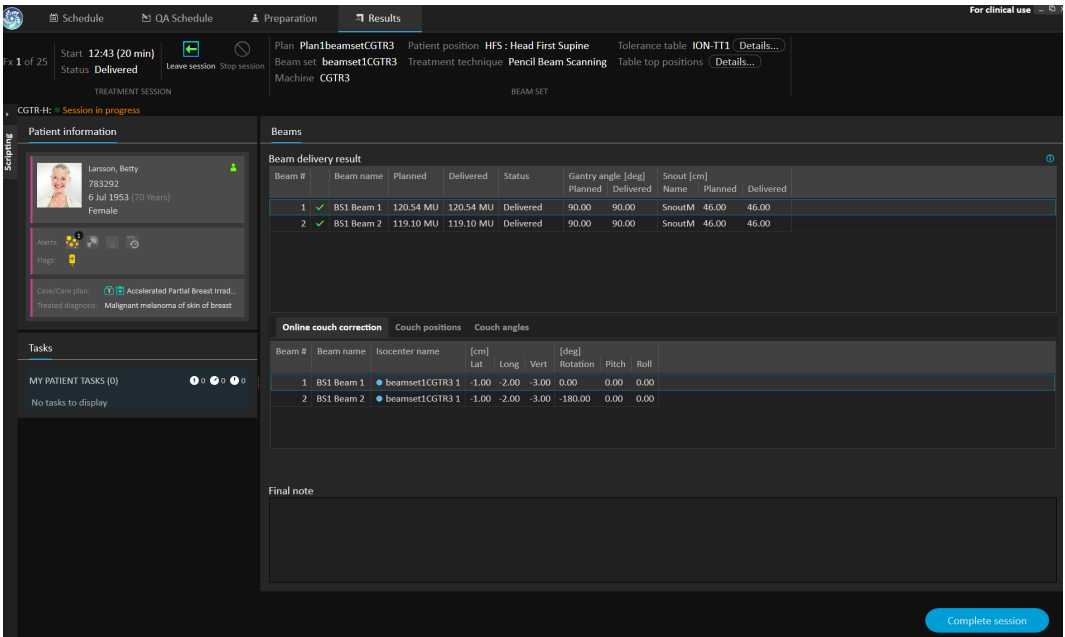 For clinical use
Schedule QA Schedule Preparation Results
Fx 1 of 25
Start 12:43 (20 min)
Status Delivered
Leave session Stop session
TREATMENT SESSION
Plan Plan1beamsetCGTR3 Patient position HFS : Head First Supine Tolerance table ION-TT1 Details...
Beam set beamset1CGTR3 Treatment technique Pencil Beam Scanning Table top positions Details...
Machine CGTR3
BEAM SET
CGTR-H: Session in progress
Scripting
Patient information
Larsson, Betty
783292
6 Jul 1953 (70 Years)
Female
Alerts: 1
Flags:
Case/Care plan: 1 Accelerated Partial Breast Irrad...
Treated diagnosis: Malignant melanoma of skin of breast
Tasks
MY PATIENT TASKS (0) 0 0 0
No tasks to display
Beams
Beam delivery result
Beam # Beam name Planned Delivered Status Gantry angle [deg] Snout [cm]
Planned Delivered Name Planned Delivered
1 BS1 Beam 1 120.54 MU 120.54 MU Delivered 90.00 90.00 SnoutM 46.00 46.00
2 BS1 Beam 2 119.10 MU 119.10 MU Delivered 90.00 90.00 SnoutM 46.00 46.00
Online couch correction Couch positions Couch angles
Beam # Beam name Isocenter name [cm] [deg]
Lat Long Vert Rotation Pitch Roll
1 BS1 Beam 1 beamset1CGTR3 1 -1.00 -2.00 -3.00 0.00 0.00 0.00
2 BS1 Beam 2 beamset1CGTR3 1 -1.00 -2.00 -3.00 -180.00 0.00 0.00
Final note
Complete session